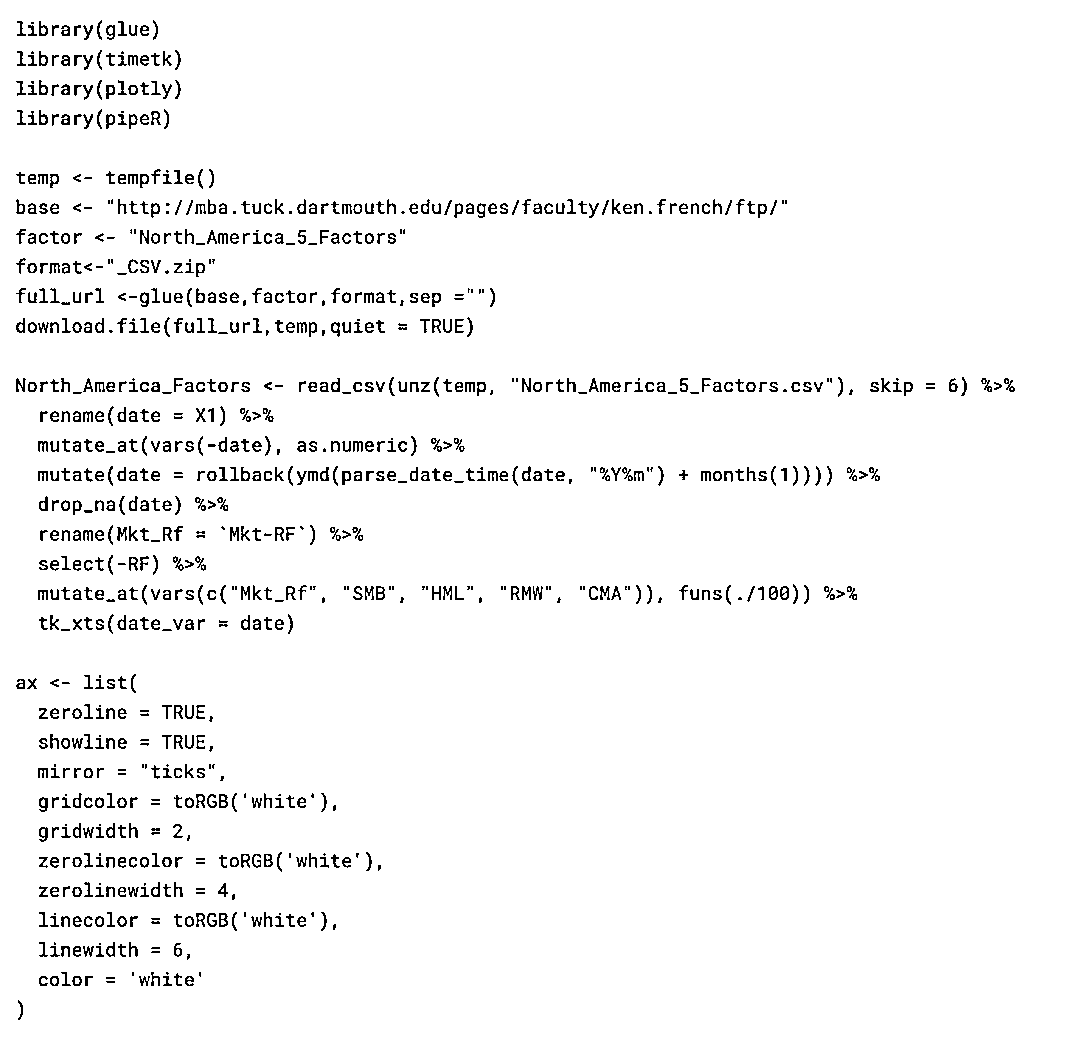 library(glue)
library(timetk)
library(plotly)
library(pipeR)

temp <- tempfile()
base <- "http://mba.tuck.dartmouth.edu/pages/faculty/ken.french/ftp/"
factor <- "North_America_5_Factors"
format<-"_CSV.zip"
full_url <-glue(base,factor,format,sep ="")
download.file(full_url,temp,quiet = TRUE)

North_America_Factors <- read_csv(unz(temp, "North_America_5_Factors.csv"), skip = 6) %>%
  rename(date = X1) %>%
  mutate_at(vars(-date), as.numeric) %>%
  mutate(date = rollback(ymd(parse_date_time(date, "%Y%m") + months(1)))) %>%
  drop_na(date) %>%
  rename(Mkt_Rf = `Mkt-RF`) %>%
  select(-RF) %>%
  mutate_at(vars(c("Mkt_Rf", "SMB", "HML", "RMW", "CMA")), funs(./100)) %>%
  tk_xts(date_var = date)

ax <- list(
  zeroline = TRUE,
  showline = TRUE,
  mirror = "ticks",
  gridcolor = toRGB('white'),
  gridwidth = 2,
  zerolinecolor = toRGB('white'),
  zerolinewidth = 4,
  linecolor = toRGB('white'),
  linewidth = 6,
  color = 'white'
)